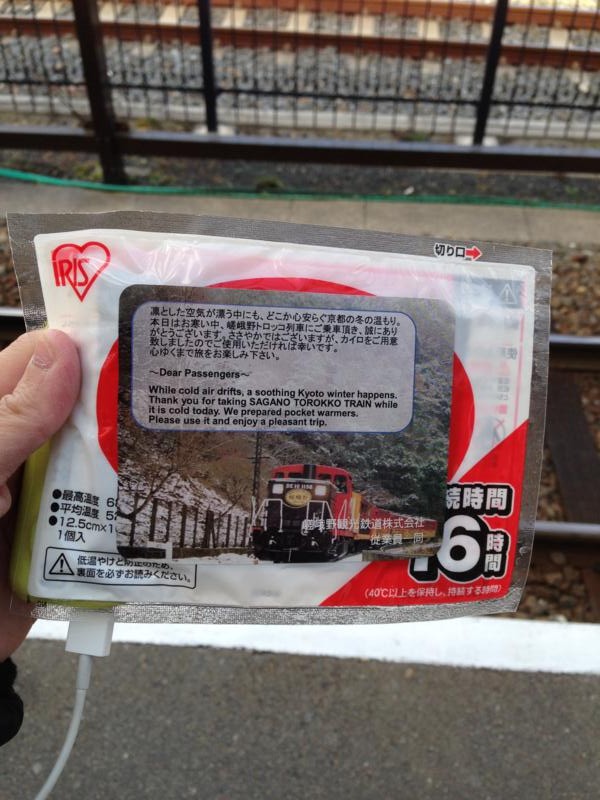 切り口
IRIS
凛とした空気が漂う中にも、どこか心安らぐ京都の冬の温もり。
本日はお寒い中、嵯峨野トロッコ列車にご乗車頂き、誠にあり
がとうございます。ささやかではございますが、カイロをご用意
致しましたのでご使用いただければ幸いです。
心ゆくまで旅をお楽しみ下さい。
～Dear Passengers～
While cold air drifts, a soothing Kyoto winter happens.
Thank you for taking SAGANO TOROKKO TRAIN while
it is cold today. We prepared pocket warmers.
Please use it and enjoy a pleasant trip.
DE10 1156
嵯峨野観光鉄道株式会社
従業員一同
●最高温度 6
●平均温度 5
●12.5cm×1
1個入
続時間
16時間
低温やけど防止のため、
裏面を必ずお読みください。
(40℃以上を保持し、持続する時間)